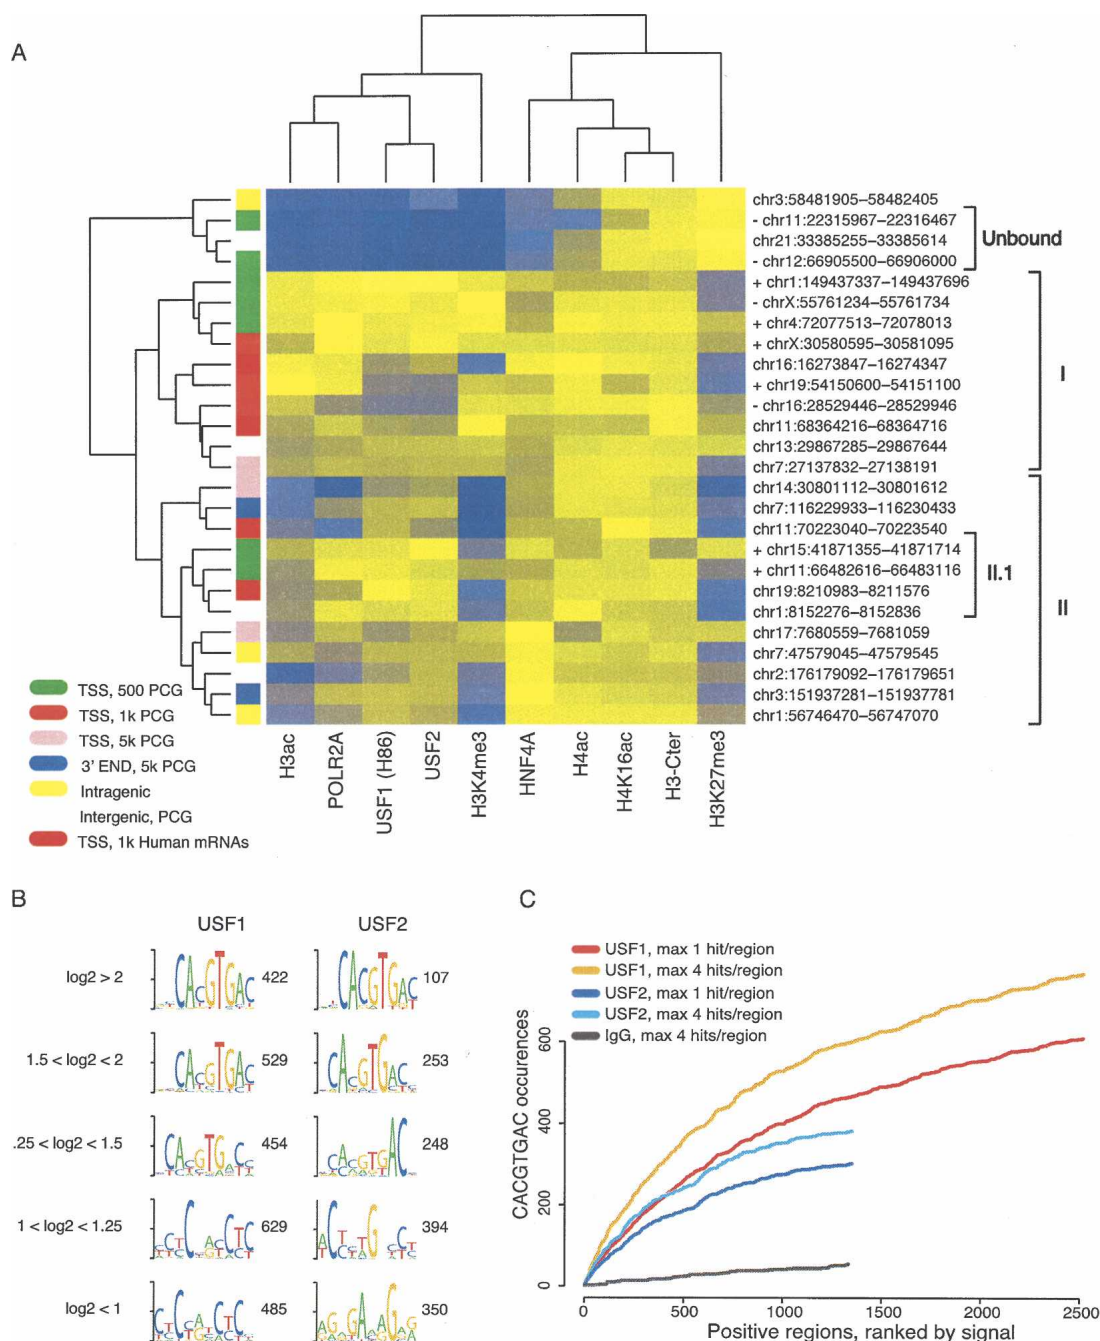 A
chr3:58481905–58482405
- chr11:22315967–22316467
chr21:33385255–33385614
- chr12:66905500–66906000
Unbound
+ chr1:149437337–149437696
- chrX:55761234–55761734
+ chr4:72077513–72078013
+ chrX:30580595–30581095
chr16:16273847–16274347
+ chr19:54150600–54151100
- chr16:28529446–28529946
chr11:68364216–68364716
chr13:29867285–29867644
chr7:27137832–27138191
I
chr14:30801112–30801612
chr7:116229933–116230433
chr11:70223040–70223540
+ chr15:41871355–41871714
+ chr11:66482616–66483116
chr19:8210983–8211576
chr1:8152276–8152836
II.1
chr17:7680559–7681059
chr7:47579045–47579545
chr2:176179092–176179651
chr3:151937281–151937781
chr1:56746470–56747070
II
TSS, 500 PCG
TSS, 1k PCG
TSS, 5k PCG
3' END, 5k PCG
Intragenic
Intergenic, PCG
TSS, 1k Human mRNAs
H3ac
POLR2A
USF1 (H86)
USF2
H3K4me3
HNF4A
H4ac
H4K16ac
H3-Cter
H3K27me3
B
USF1
USF2
log2 > 2
422
107
1.5 < log2 < 2
529
253
.25 < log2 < 1.5
454
248
1 < log2 < 1.25
629
394
log2 < 1
485
350
C
USF1, max 1 hit/region
USF1, max 4 hits/region
USF2, max 1 hit/region
USF2, max 4 hits/region
IgG, max 4 hits/region
CACGTGAC occurences
600
400
200
0
0
500
1000
1500
2000
2500
Positive regions, ranked by signal